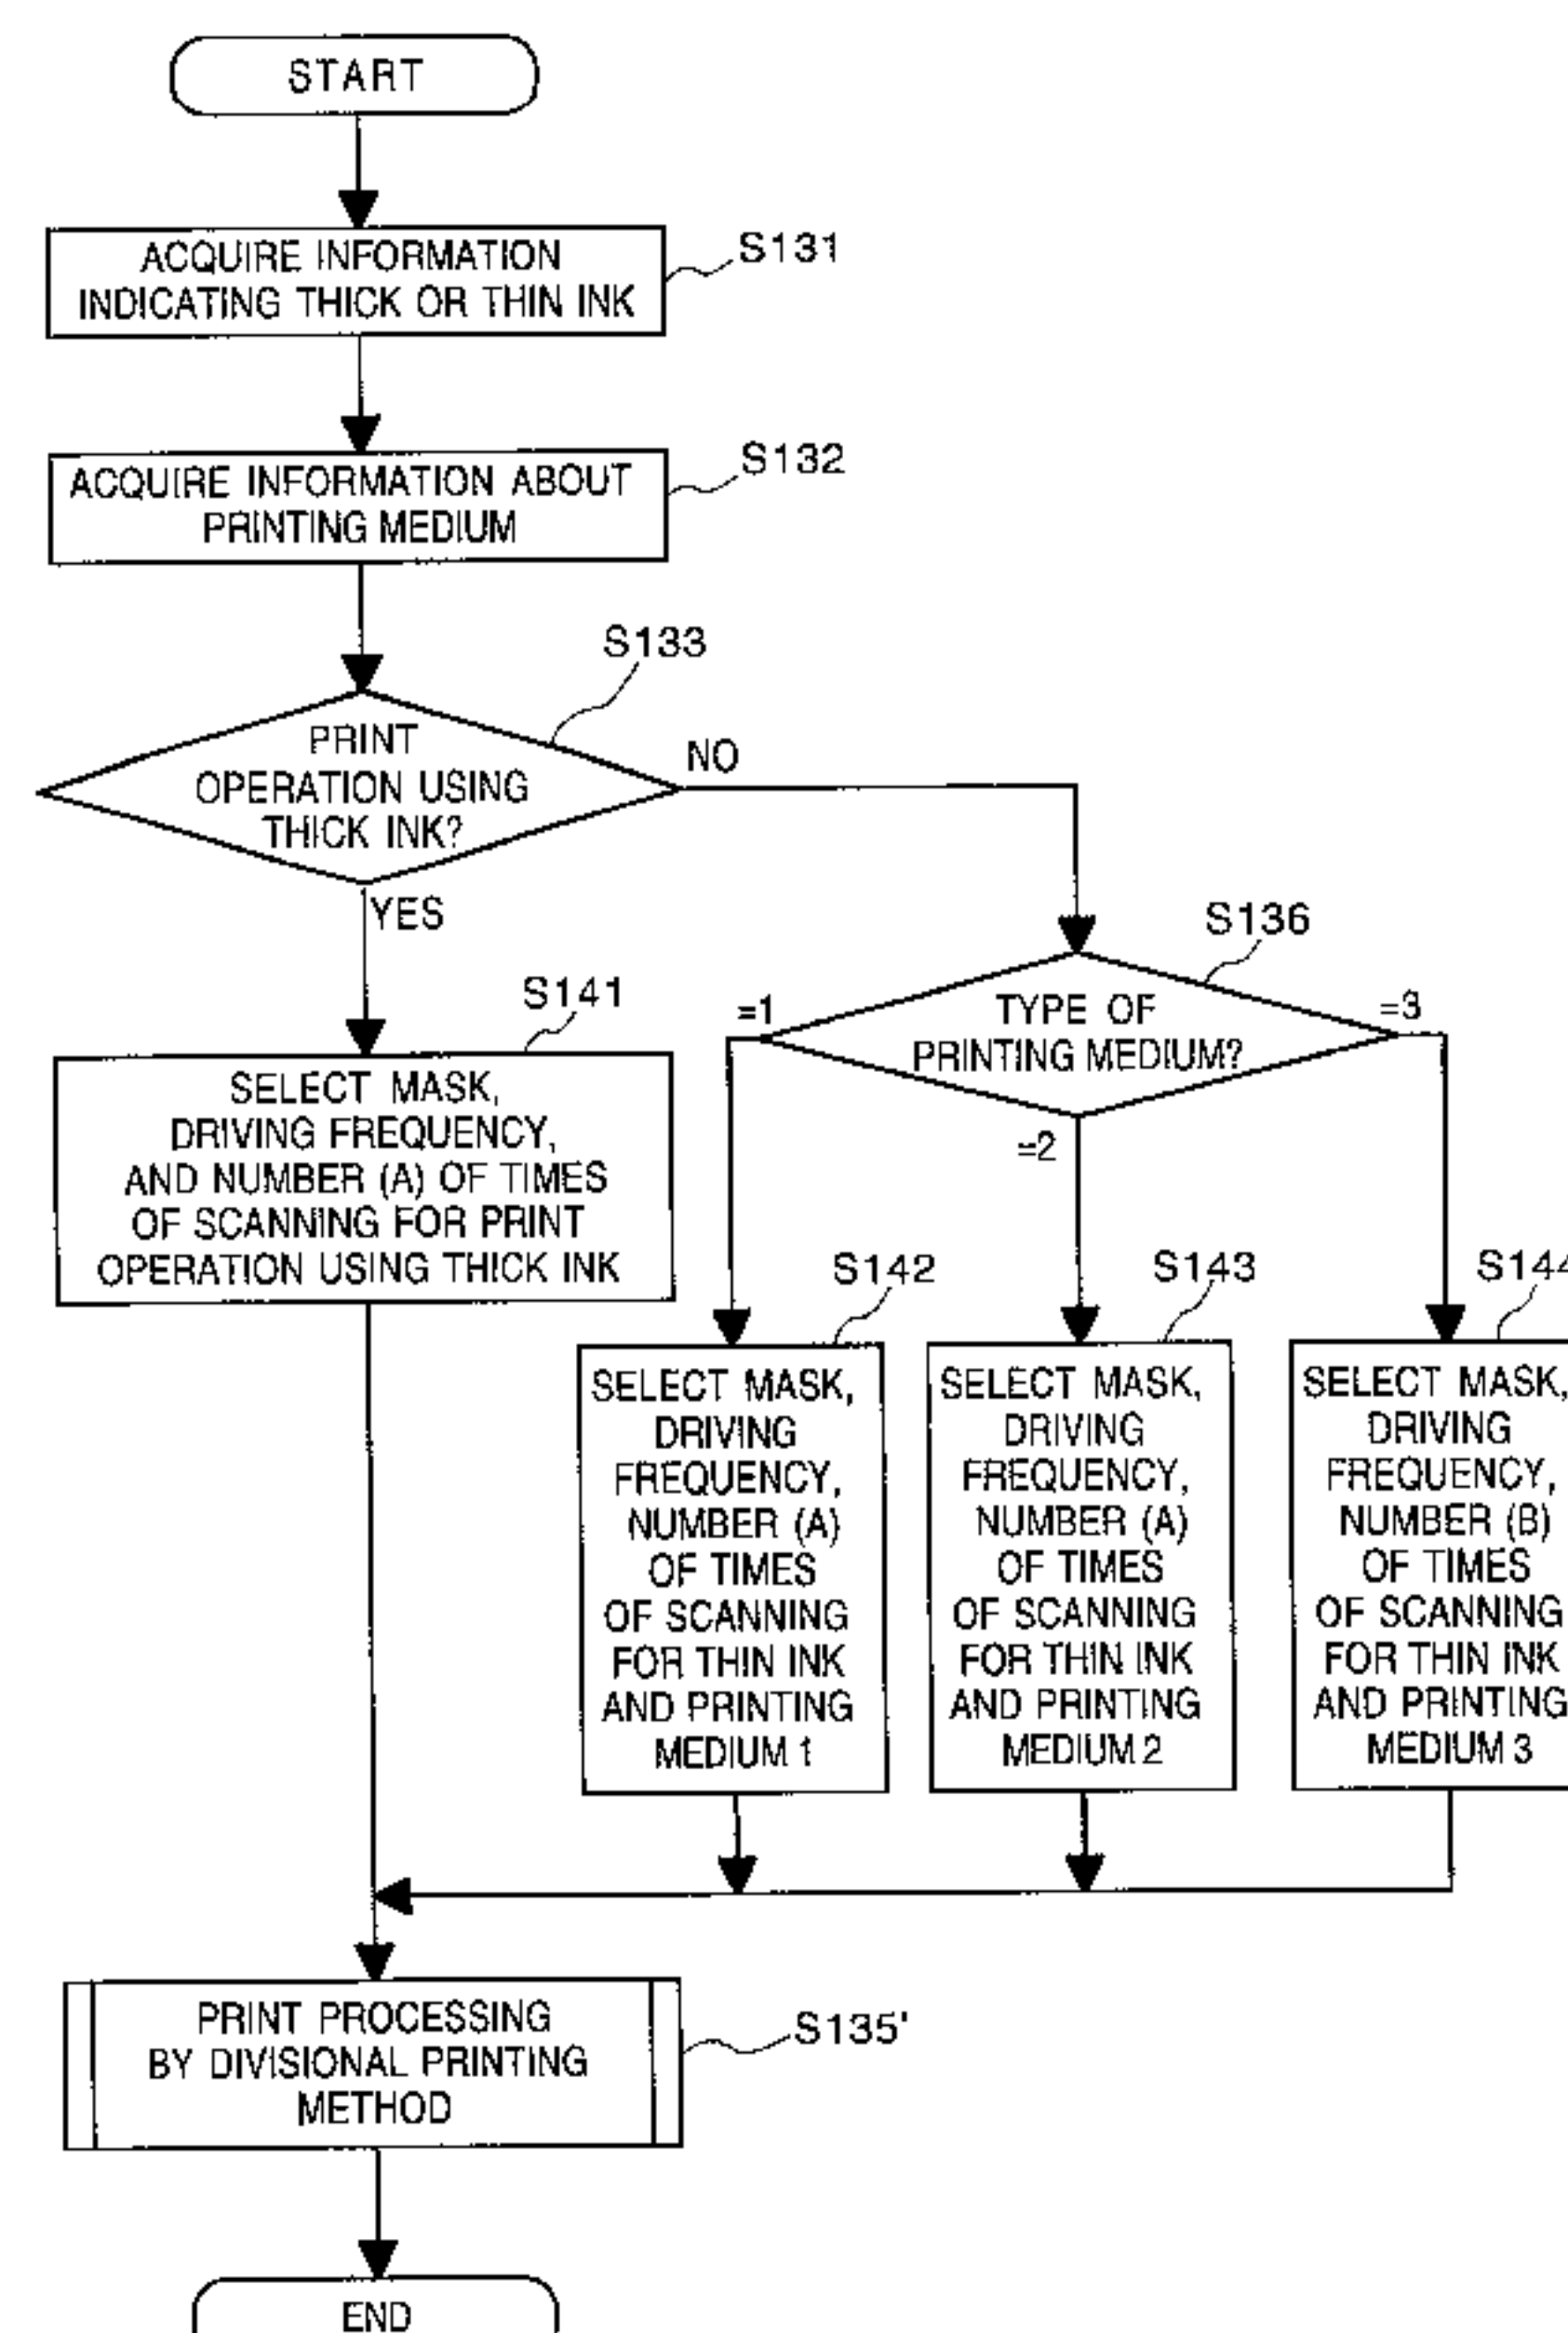 START
ACQUIRE INFORMATION
INDICATING THICK OR THIN INK
S131
ACQUIRE INFORMATION ABOUT
PRINTING MEDIUM
S132
S133
PRINT
OPERATION USING
THICK INK?
NO
YES
S136
TYPE OF
PRINTING MEDIUM?
=1
=2
=3
S141
SELECT MASK,
DRIVING FREQUENCY,
AND NUMBER (A) OF TIMES
OF SCANNING FOR PRINT
OPERATION USING THICK INK
S142
SELECT MASK,
DRIVING
FREQUENCY,
NUMBER (A)
OF TIMES
OF SCANNING
FOR THIN INK
AND PRINTING
MEDIUM 1
S143
SELECT MASK,
DRIVING
FREQUENCY,
NUMBER (A)
OF TIMES
OF SCANNING
FOR THIN INK
AND PRINTING
MEDIUM 2
S144
SELECT MASK,
DRIVING
FREQUENCY,
NUMBER (B)
OF TIMES
OF SCANNING
FOR THIN INK
AND PRINTING
MEDIUM 3
PRINT PROCESSING
BY DIVISIONAL PRINTING
METHOD
S135'
END